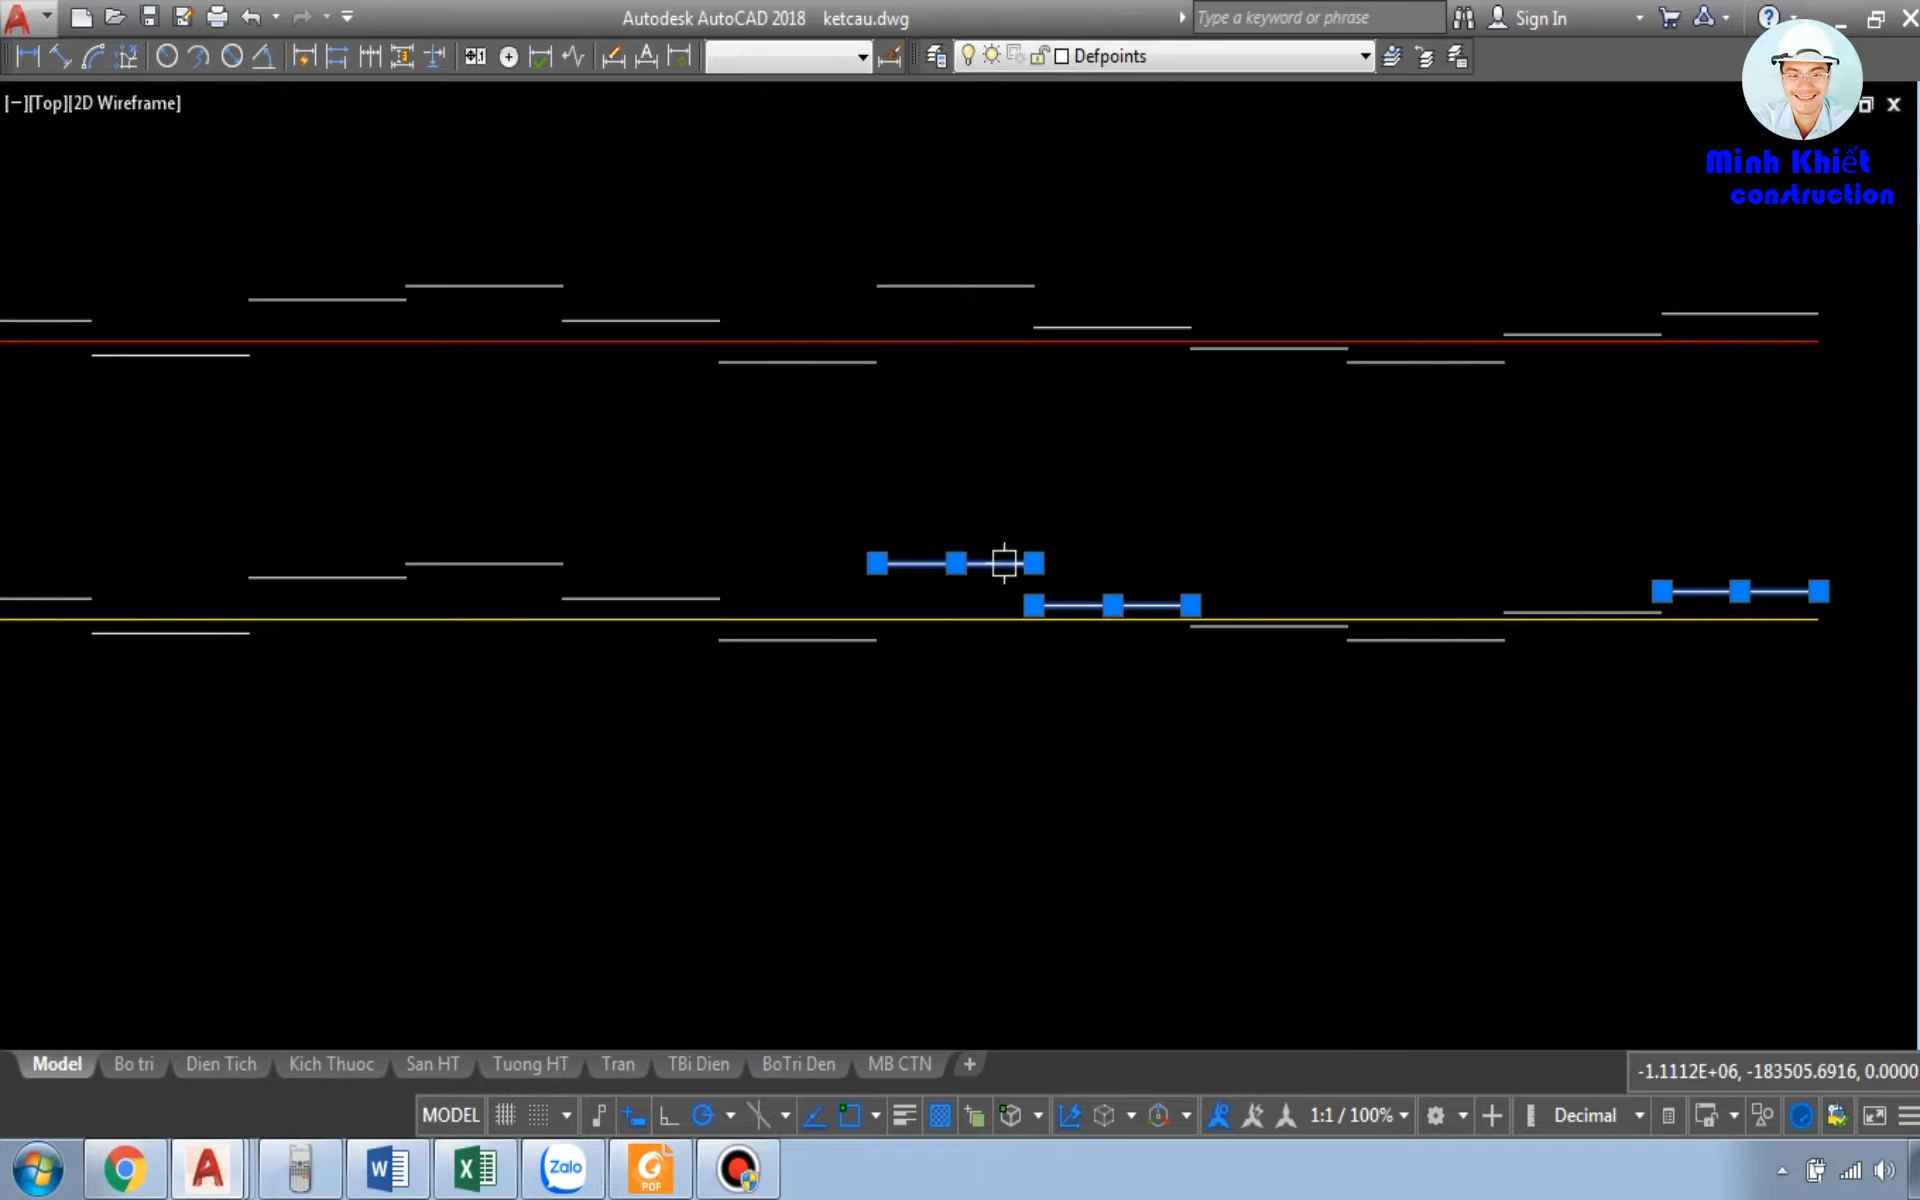 Autodesk AutoCAD 2018 ketcau.dwg
Type a keyword or phrase
Sign In
Defpoints
[−][Top][2D Wireframe]
Minh Khiết
construction
Model
Bo tri
Dien Tich
Kich Thuoc
San HT
Tuong HT
Tran
TBi Dien
BoTri Den
MB CTN
-1.1112E+06, -183505.6916, 0.0000
MODEL
1:1 / 100%
Decimal
Zalo
PDF